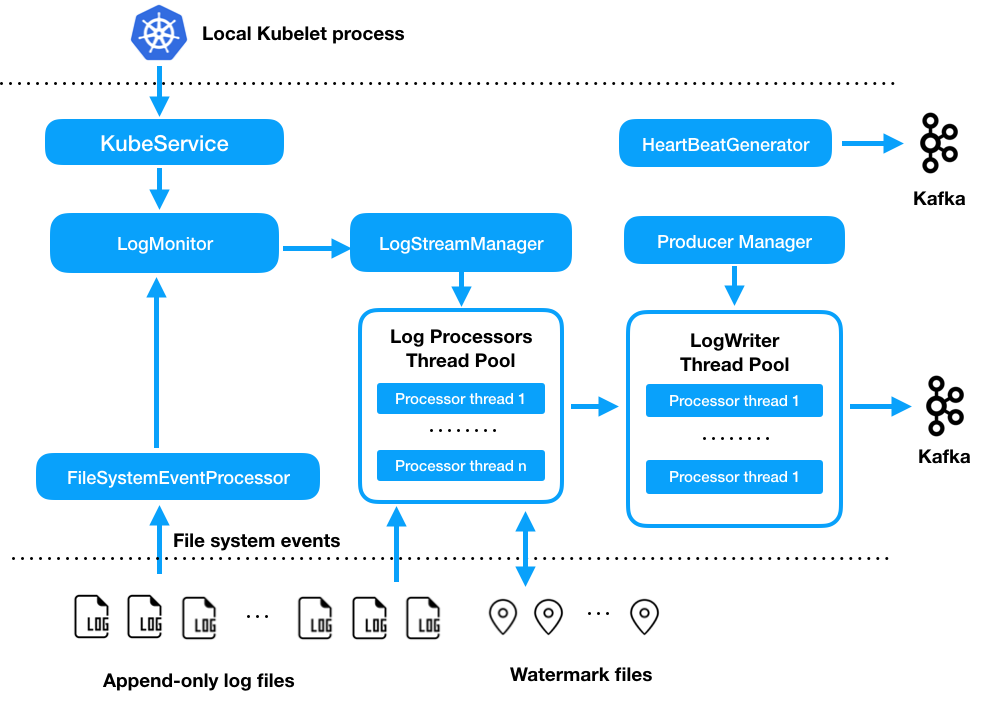 Local Kubelet process
KubeService
HeartBeatGenerator
Kafka
LogMonitor
LogStreamManager
Producer Manager
Log Processors
Thread Pool
Processor thread 1
........
Processor thread n
LogWriter
Thread Pool
Processor thread 1
........
Processor thread 1
Kafka
FileSystemEventProcessor
File system events
LOG
LOG
LOG
...
LOG
LOG
LOG
...
Append-only log files
Watermark files